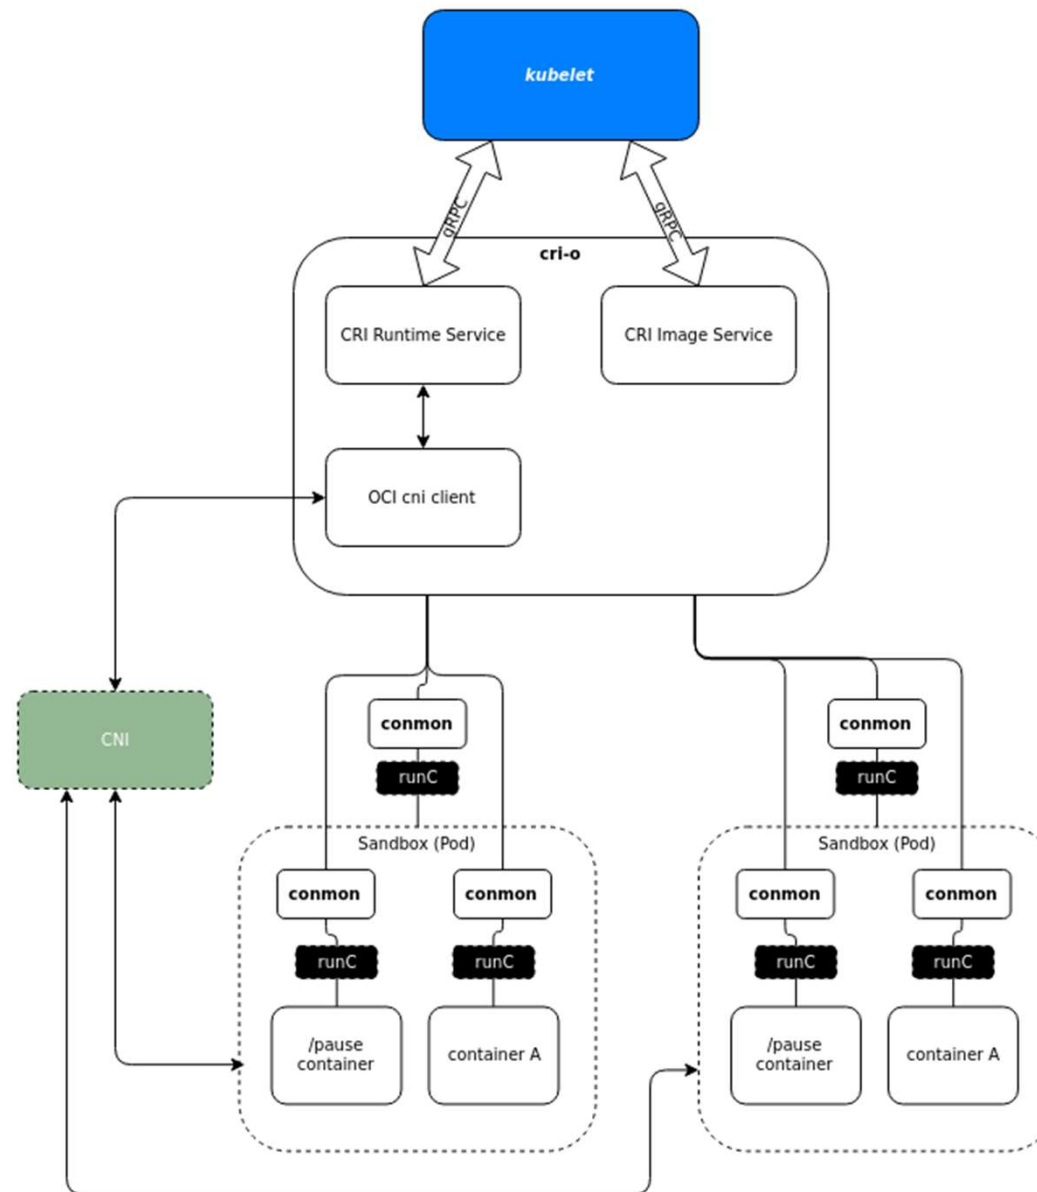 kubelet
gRPC
gRPC
cri-o
CRI Runtime Service
CRI Image Service
OCI cni client
CNI
conmon
runC
conmon
runC
Sandbox (Pod)
conmon
conmon
runC
runC
/pause
container
container A
Sandbox (Pod)
conmon
conmon
runC
runC
/pause
container
container A